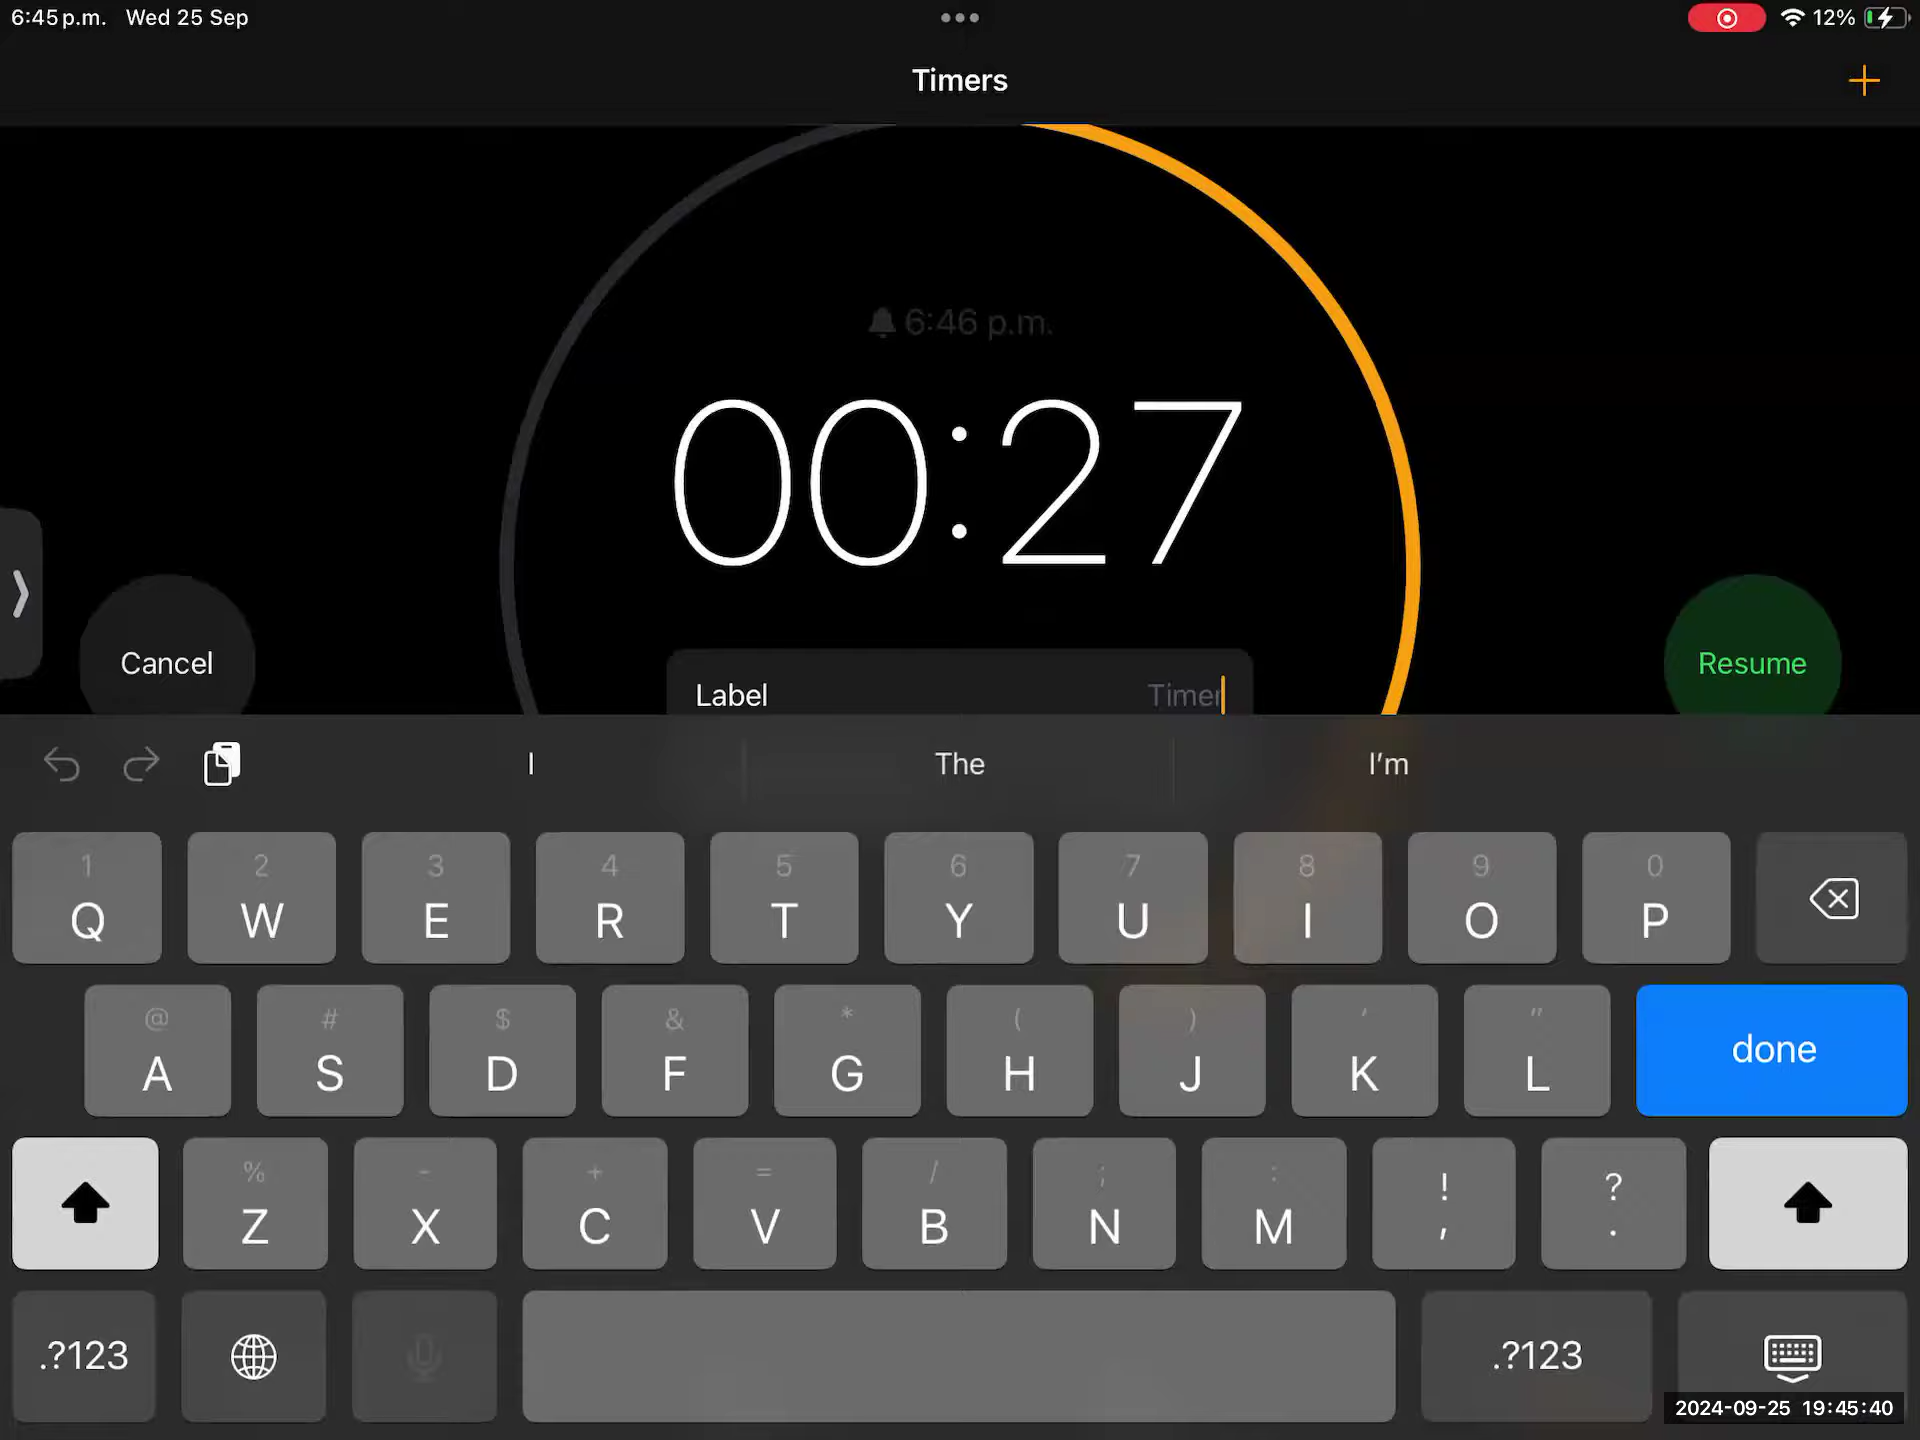 6:45 p.m. Wed 25 Sep
12%
Timers
6:46 p.m.
00:27
Cancel
Resume
Label Timer
I The I'm
1 2 3 4 5 6 7 8 9 0
Q W E R T Y U I O P
@ # $ & * ( ) ' "
A S D F G H J K L done
% - + = / ; : ! ?
Z X C V B N M , .
.?123 .?123
2024-09-25 19:45:40